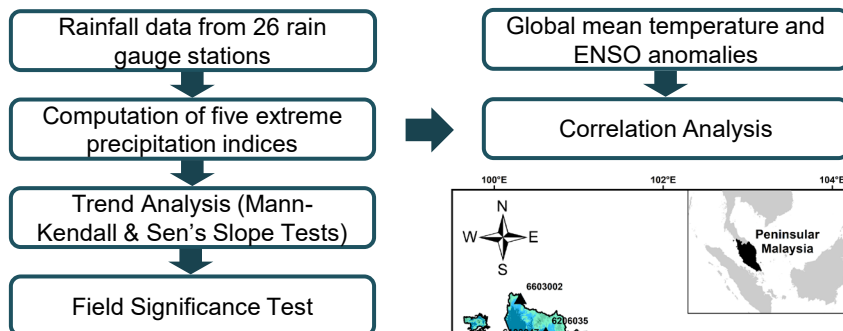 Rainfall data from 26 rain
gauge stations
Computation of five extreme
precipitation indices
Trend Analysis (Mann-
Kendall & Sen's Slope Tests)
Field Significance Test
Global mean temperature and
ENSO anomalies
Correlation Analysis
100°E
102°E
104°E
N
W
E
S
Peninsular
Malaysia
6603002
6206035